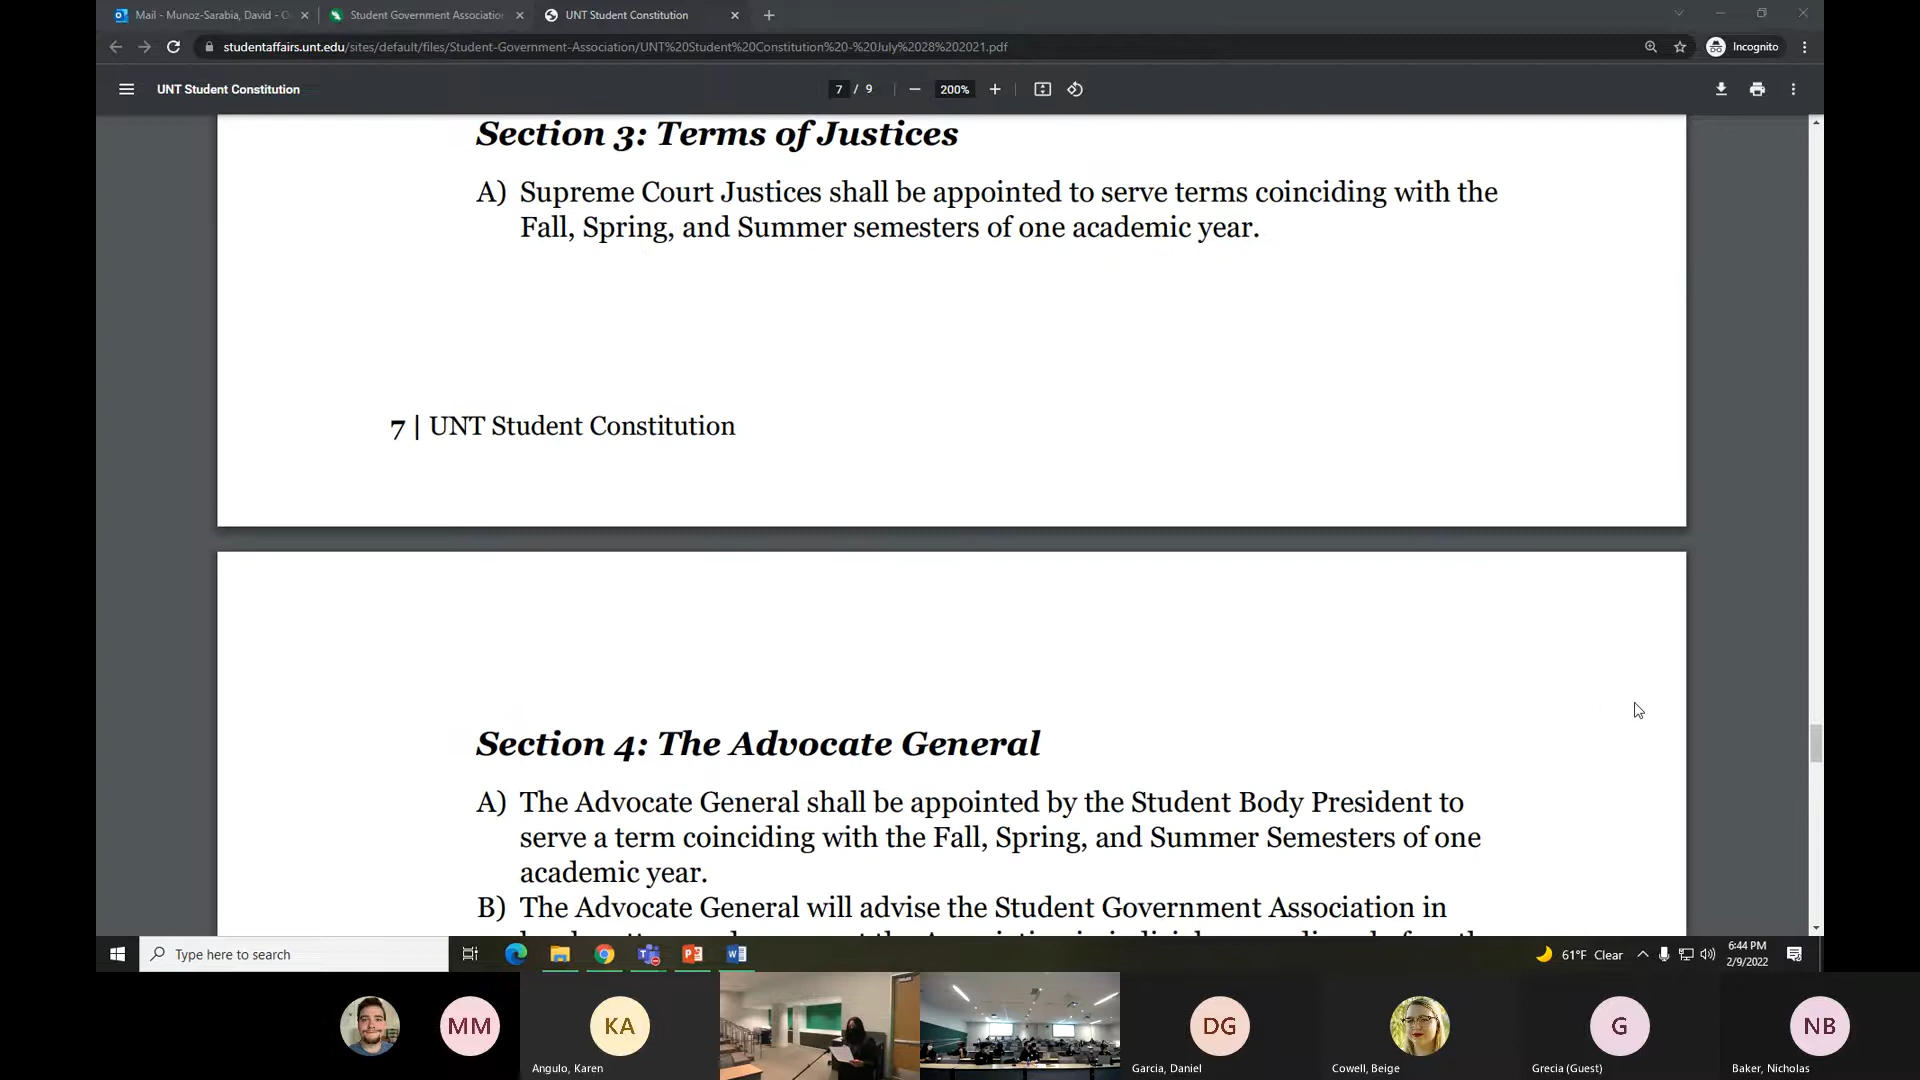 Mail - Munoz-Sarabia, David - O
Student Government Association
UNT Student Constitution
studentaffairs.unt.edu/sites/default/files/Student-Government-Association/UNT%20Student%20Constitution%20-%20July%2028%202021.pdf
Incognito
UNT Student Constitution
7 / 9
200%
Section 3: Terms of Justices
A) Supreme Court Justices shall be appointed to serve terms coinciding with the
Fall, Spring, and Summer semesters of one academic year.
7 | UNT Student Constitution
Section 4: The Advocate General
A) The Advocate General shall be appointed by the Student Body President to
serve a term coinciding with the Fall, Spring, and Summer Semesters of one
academic year.
B) The Advocate General will advise the Student Government Association in
Type here to search
61°F Clear
6:44 PM
2/9/2022
MM
KA
DG
G
NB
Angulo, Karen
Garcia, Daniel
Cowell, Beige
Grecia (Guest)
Baker, Nicholas